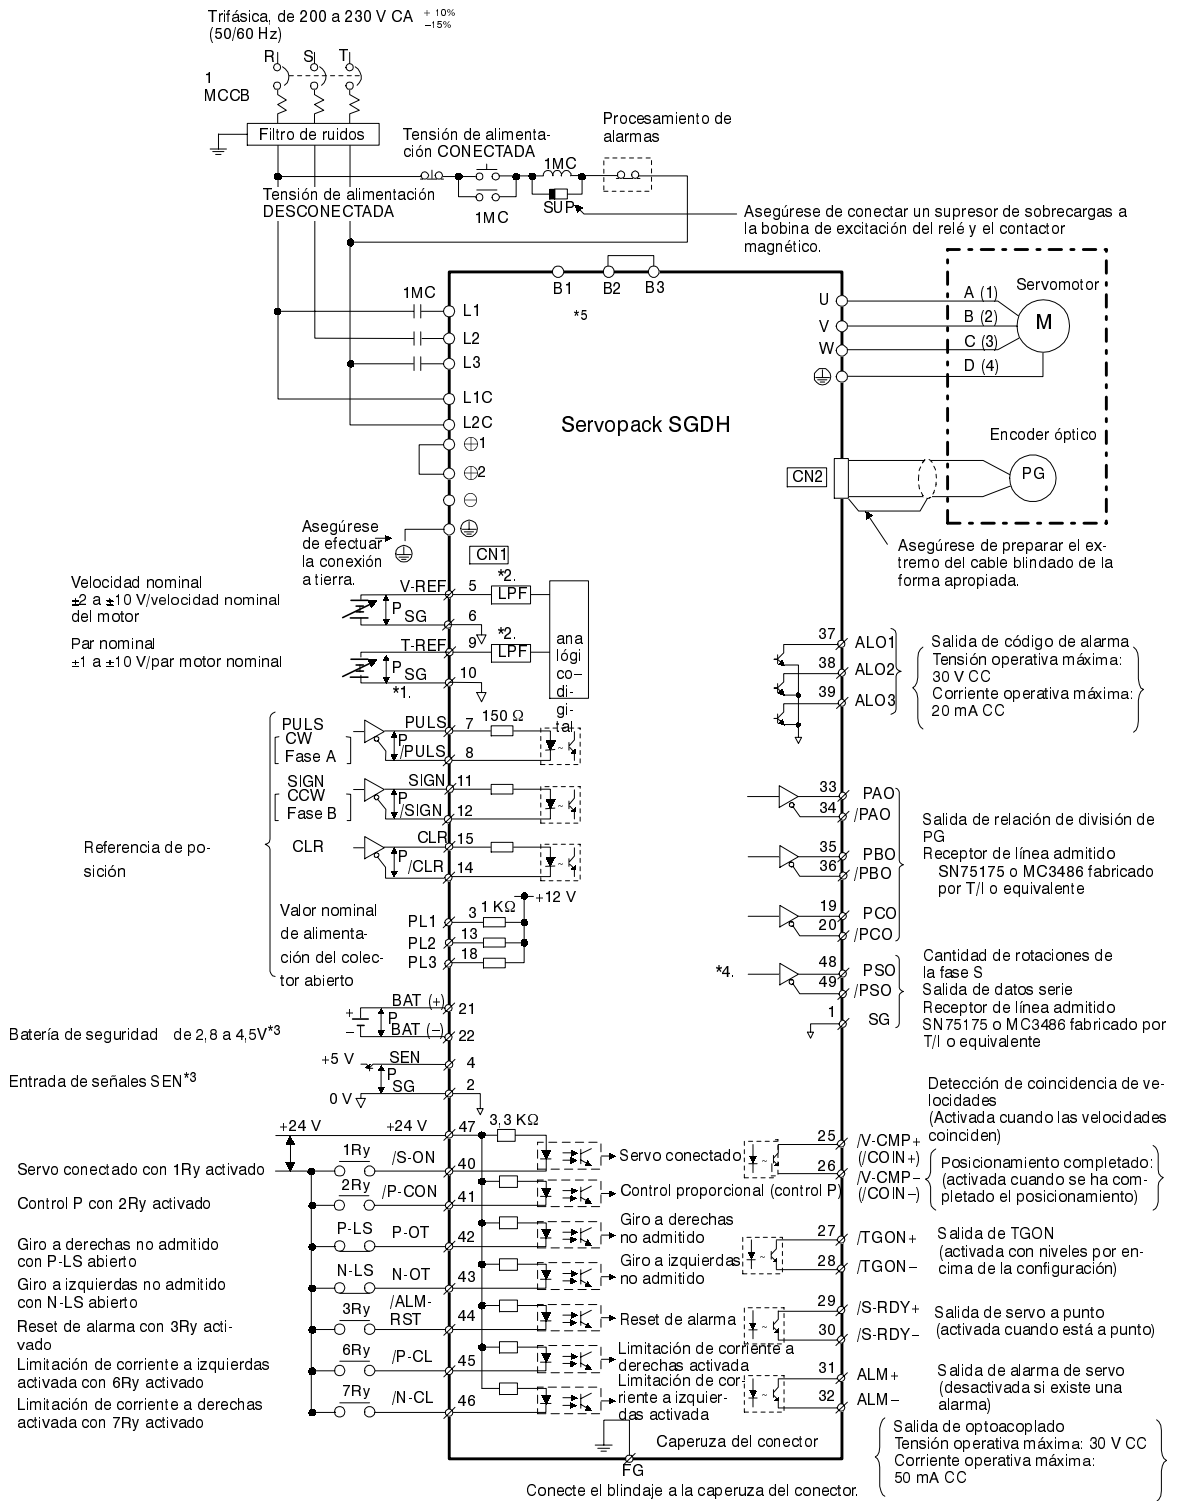 Trifásica, de 200 a 230 V CA + 10% –15%
(50/60 Hz)
R S T
1
MCCB
Filtro de ruidos
Tensión de alimenta-
ción CONECTADA
Procesamiento de
alarmas
1MC
Tensión de alimentación
DESCONECTADA
1MC
SUP
Asegúrese de conectar un supresor de sobrecargas a
la bobina de excitación del relé y el contactor
magnético.
B1 B2 B3
*5
1MC
L1
L2
L3
L1C
L2C
1
2
Servopack SGDH
U
V
W
A (1)
B (2)
C (3)
D (4)
Servomotor
M
Encoder óptico
CN2
PG
Asegúrese de preparar el ex-
tremo del cable blindado de
la forma apropiada.
Asegúrese
de efectuar
la conexión
a tierra.
CN1
Velocidad nominal
±2 a ±10 V/velocidad nominal
del motor
V-REF 5 *2. LPF
P SG 6
Par nominal
±1 a ±10 V/par motor nominal
T-REF 9 *2. LPF
P SG 10
*1.
aná
lógi
co–
di-
gi-
tal
Referencia de po-
sición
PULS
CW
Fase A
PULS 7 150 Ω
P /PULS 8
SIGN
CCW
Fase B
SIGN 11
P /SIGN 12
CLR
CLR 15
P /CLR 14
+12 V
Valor nominal
de alimenta-
ción del colec-
tor abierto
PL1 3 1 KΩ
PL2 13
PL3 18
Batería de seguridad de 2,8 a 4,5V*3
+ BAT (+) 21
– P BAT (–) 22
Entrada de señales SEN*3
+5 V SEN 4
P SG 2
0 V
37 ALO1
38 ALO2
39 ALO3
Salida de código de alarma
Tensión operativa máxima:
30 V CC
Corriente operativa máxima:
20 mA CC
33 PAO
34 /PAO
35 PBO
36 /PBO
19 PCO
20 /PCO
Salida de relación de división de
PG
Receptor de línea admitido
SN75175 o MC3486 fabricado
por T/I o equivalente
*4.
48 PSO
49 /PSO
1 SG
Cantidad de rotaciones de
la fase S
Salida de datos serie
Receptor de línea admitido
SN75175 o MC3486 fabricado por
T/I o equivalente
+24 V +24 V 47 3,3 KΩ
Servo conectado con 1Ry activado
1Ry /S-ON 40
Servo conectado
Control P con 2Ry activado
2Ry /P-CON 41
Control proporcional (control P)
Giro a derechas no admitido
con P-LS abierto
P-LS P-OT 42
Giro a derechas
no admitido
Giro a izquierdas no admitido
con N-LS abierto
N-LS N-OT 43
Giro a izquierdas
no admitido
Reset de alarma con 3Ry acti-
vado
3Ry /ALM-
RST 44
Reset de alarma
Limitación de corriente a izquierdas
activada con 6Ry activado
6Ry /P-CL 45
Limitación de corriente a
derechas activada
Limitación de corriente a derechas
activada con 7Ry activado
7Ry /N-CL 46
Limitación de cor-
riente a izquier-
das activada
Detección de coincidencia de ve-
locidades
(Activada cuando las velocidades
coinciden)
25 /V-CMP+
(/COIN+)
26 /V-CMP–
(/COIN–)
Posicionamiento completado:
(activada cuando se ha com-
pletado el posicionamiento)
27 /TGON+
28 /TGON–
Salida de TGON
(activada con niveles por en-
cima de la configuración)
29 /S-RDY+
30 /S-RDY–
Salida de servo a punto
(activada cuando está a punto)
31 ALM+
32 ALM–
Salida de alarma de servo
(desactivada si existe una
alarma)
Salida de optoacoplado
Tensión operativa máxima: 30 V CC
Corriente operativa máxima:
50 mA CC
Caperuza del conector
FG
Conecte el blindaje a la caperuza del conector.